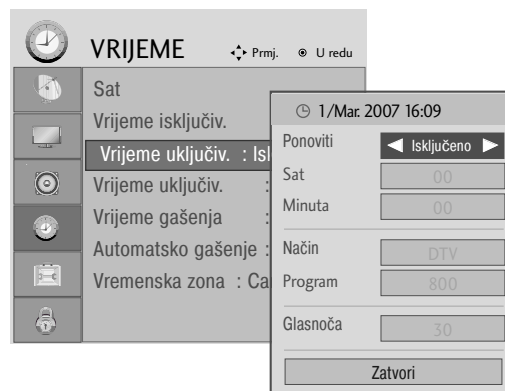 VRIJEME Prmj. U redu
Sat
Vrijeme isključiv.
Vrijeme uključiv. : Isl
Vrijeme uključiv. :
Vrijeme gašenja :
Automatsko gašenje :
Vremenska zona : Ca
1/Mar. 2007 16:09
Ponoviti ◀ Isključeno ▶
Sat 00
Minuta 00
Način DTV
Program 800
Glasnoča 30
Zatvori